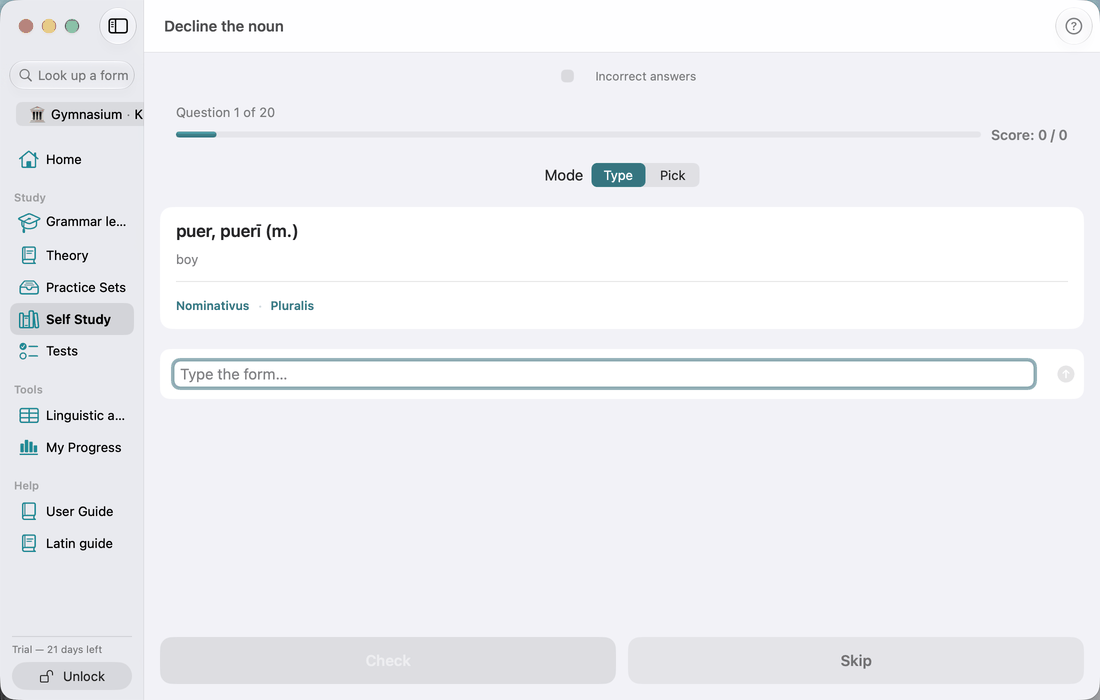 Decline the noun
?
Look up a form
Gymnasium · K
Home
Study
Grammar le...
Theory
Practice Sets
Self Study
Tests
Tools
Linguistic a...
My Progress
Help
User Guide
Latin guide
Trial — 21 days left
Unlock
Incorrect answers
Question 1 of 20
Score: 0 / 0
Mode Type Pick
puer, puerī (m.)
boy
Nominativus · Pluralis
Type the form...
Check
Skip